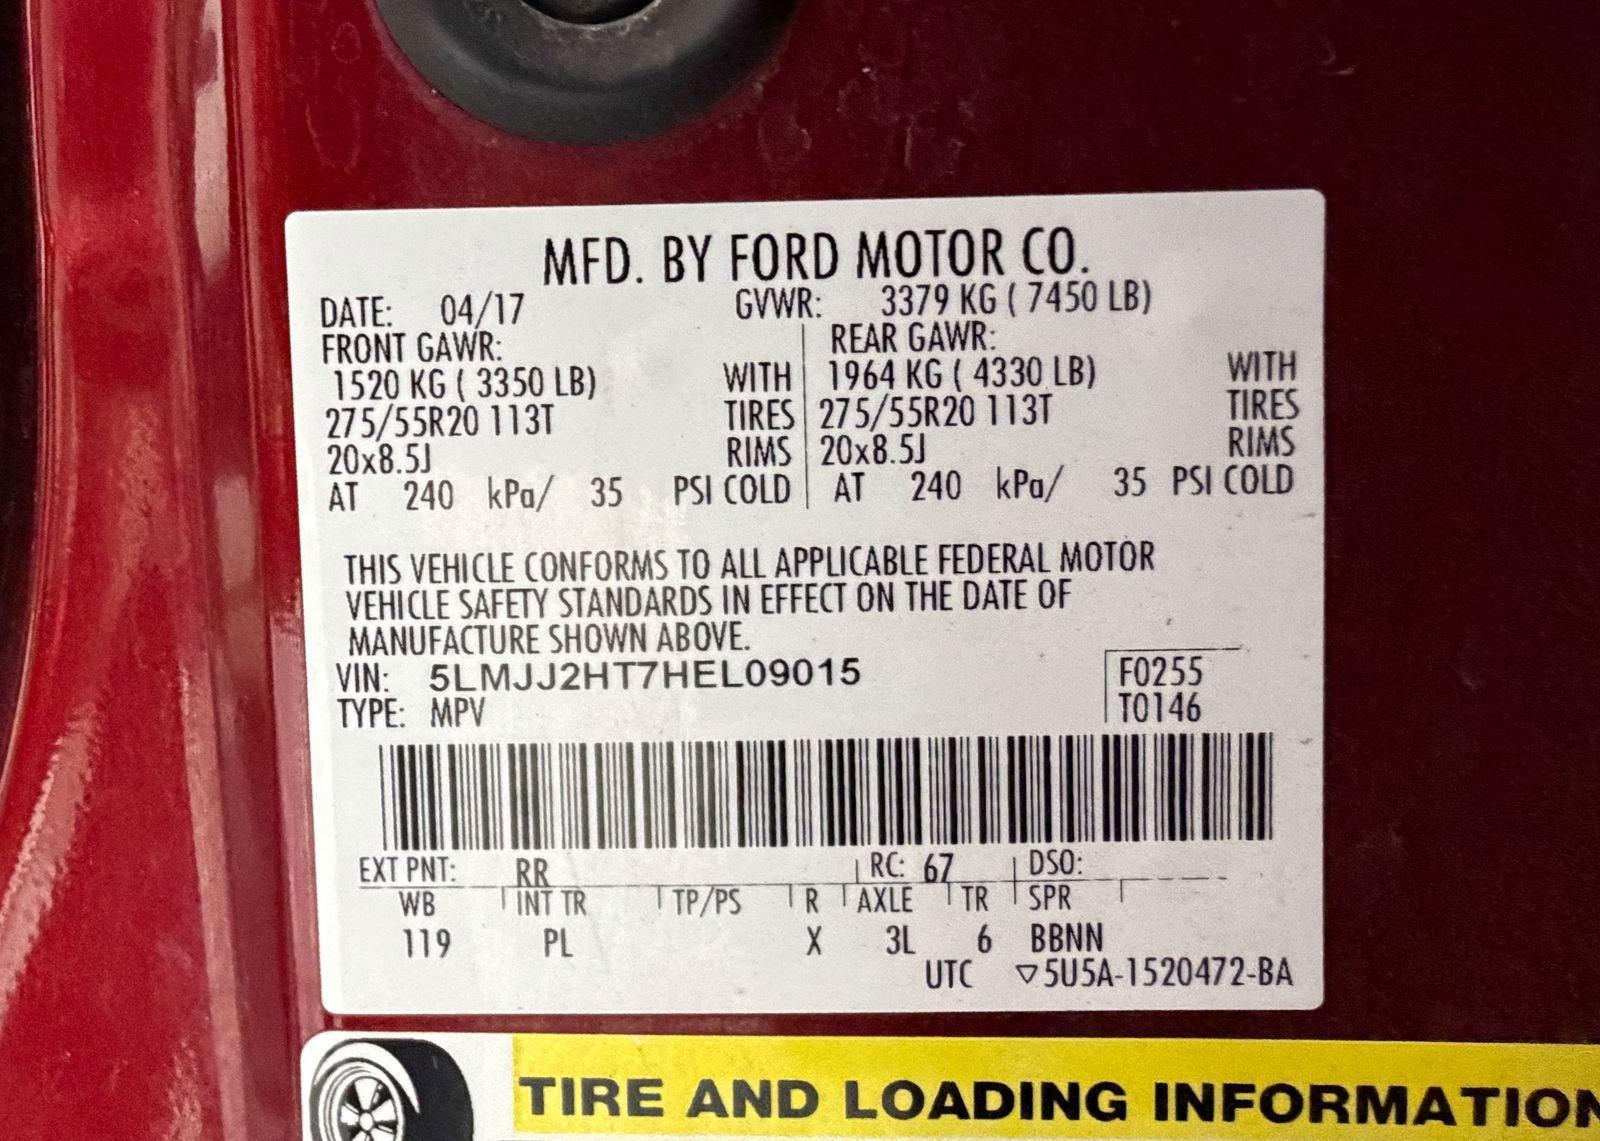 MFD. BY FORD MOTOR CO.
DATE: 04/17 GVWR: 3379 KG ( 7450 LB)
FRONT GAWR: REAR GAWR:
1520 KG ( 3350 LB) WITH 1964 KG ( 4330 LB) WITH
275/55R20 113T TIRES 275/55R20 113T TIRES
20x8.5J RIMS 20x8.5J RIMS
AT 240 kPa/ 35 PSI COLD AT 240 kPa/ 35 PSI COLD
THIS VEHICLE CONFORMS TO ALL APPLICABLE FEDERAL MOTOR
VEHICLE SAFETY STANDARDS IN EFFECT ON THE DATE OF
MANUFACTURE SHOWN ABOVE.
VIN: 5LMJJ2HT7HEL09015 F0255
TYPE: MPV T0146
EXT PNT: RR RC: 67 DSO:
WB INT TR TP/PS R AXLE TR SPR
119 PL X 3L 6 BBNN
UTC ▽5U5A-1520472-BA
TIRE AND LOADING INFORMATION